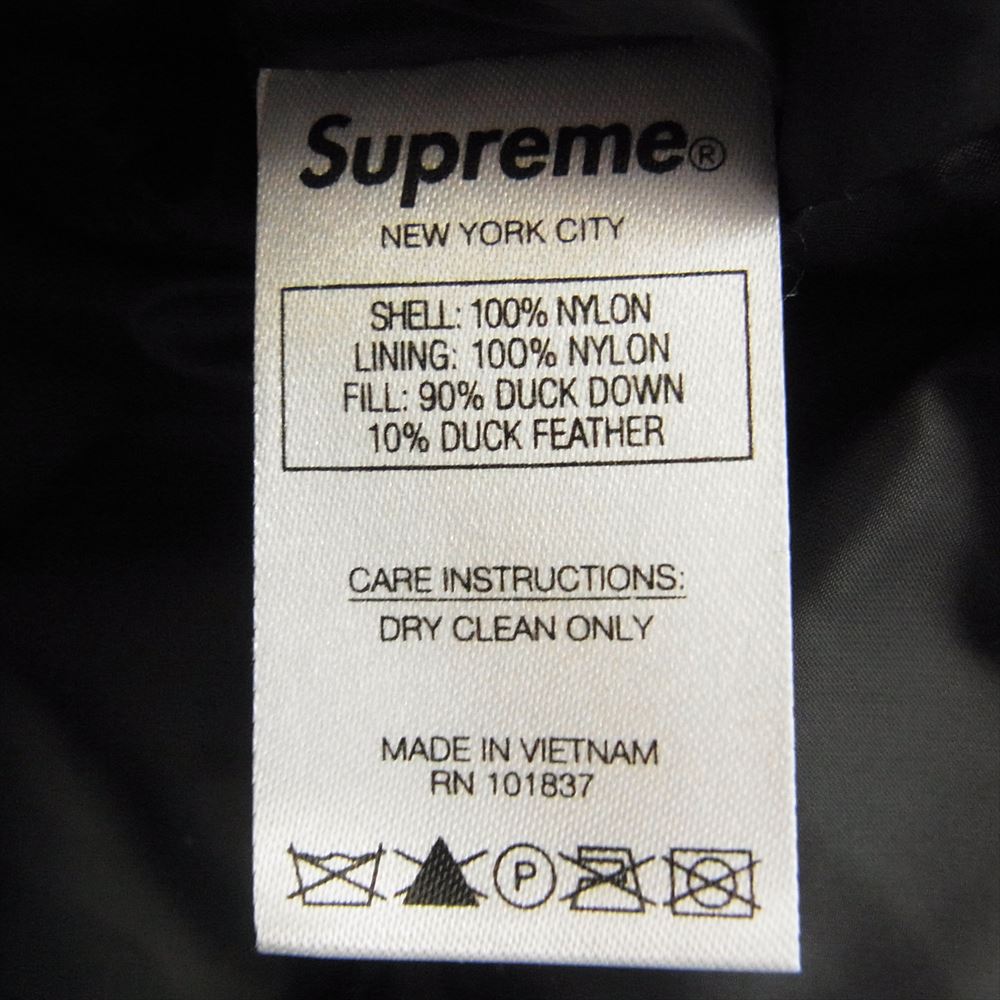 Supreme®
NEW YORK CITY
SHELL: 100% NYLON
LINING: 100% NYLON
FILL: 90% DUCK DOWN
10% DUCK FEATHER
CARE INSTRUCTIONS:
DRY CLEAN ONLY
MADE IN VIETNAM
RN 101837
P